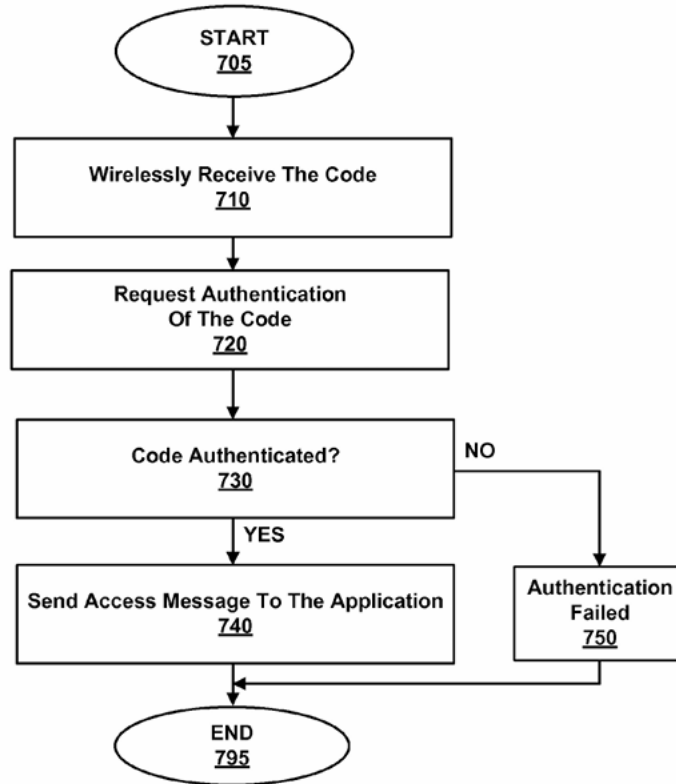 START
705
Wirelessly Receive The Code
710
Request Authentication
Of The Code
720
Code Authenticated?
730
NO
YES
Send Access Message To The Application
740
Authentication
Failed
750
END
795